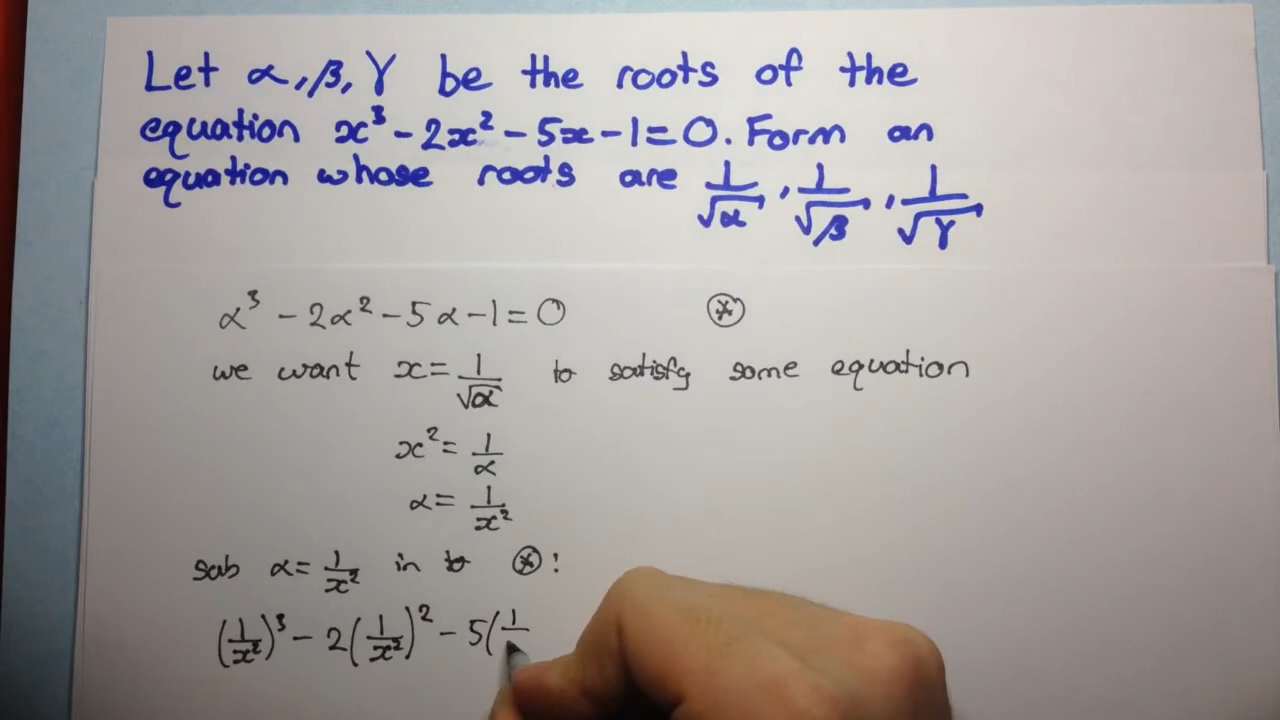 Let α, β, γ be the roots of the
equation x³ - 2x² - 5x - 1 = 0. Form an
equation whose roots are 1/√α, 1/√β, 1/√γ
α³ - 2α² - 5α - 1 = 0 ⊛
we want x = 1/√α to satisfy some equation
x² = 1/α
α = 1/x²
sub α = 1/x² in to ⊛:
(1/x²)³ - 2(1/x²)² - 5(1/